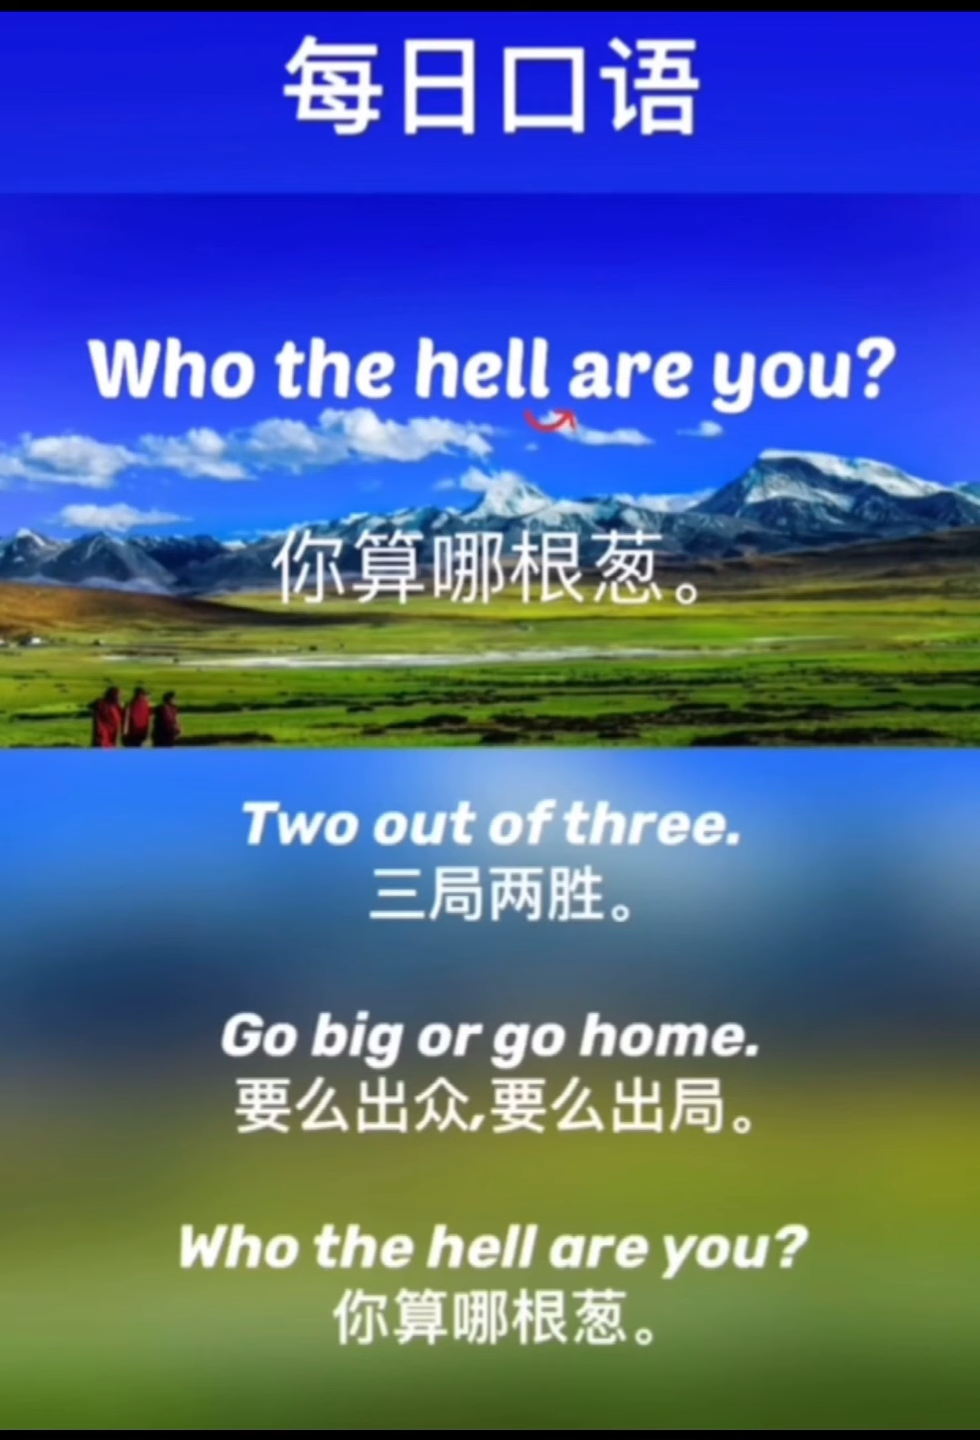 每日口语
Who the hell are you?
你算哪根葱。
Two out of three.
三局两胜。
Go big or go home.
要么出众,要么出局。
Who the hell are you?
你算哪根葱。